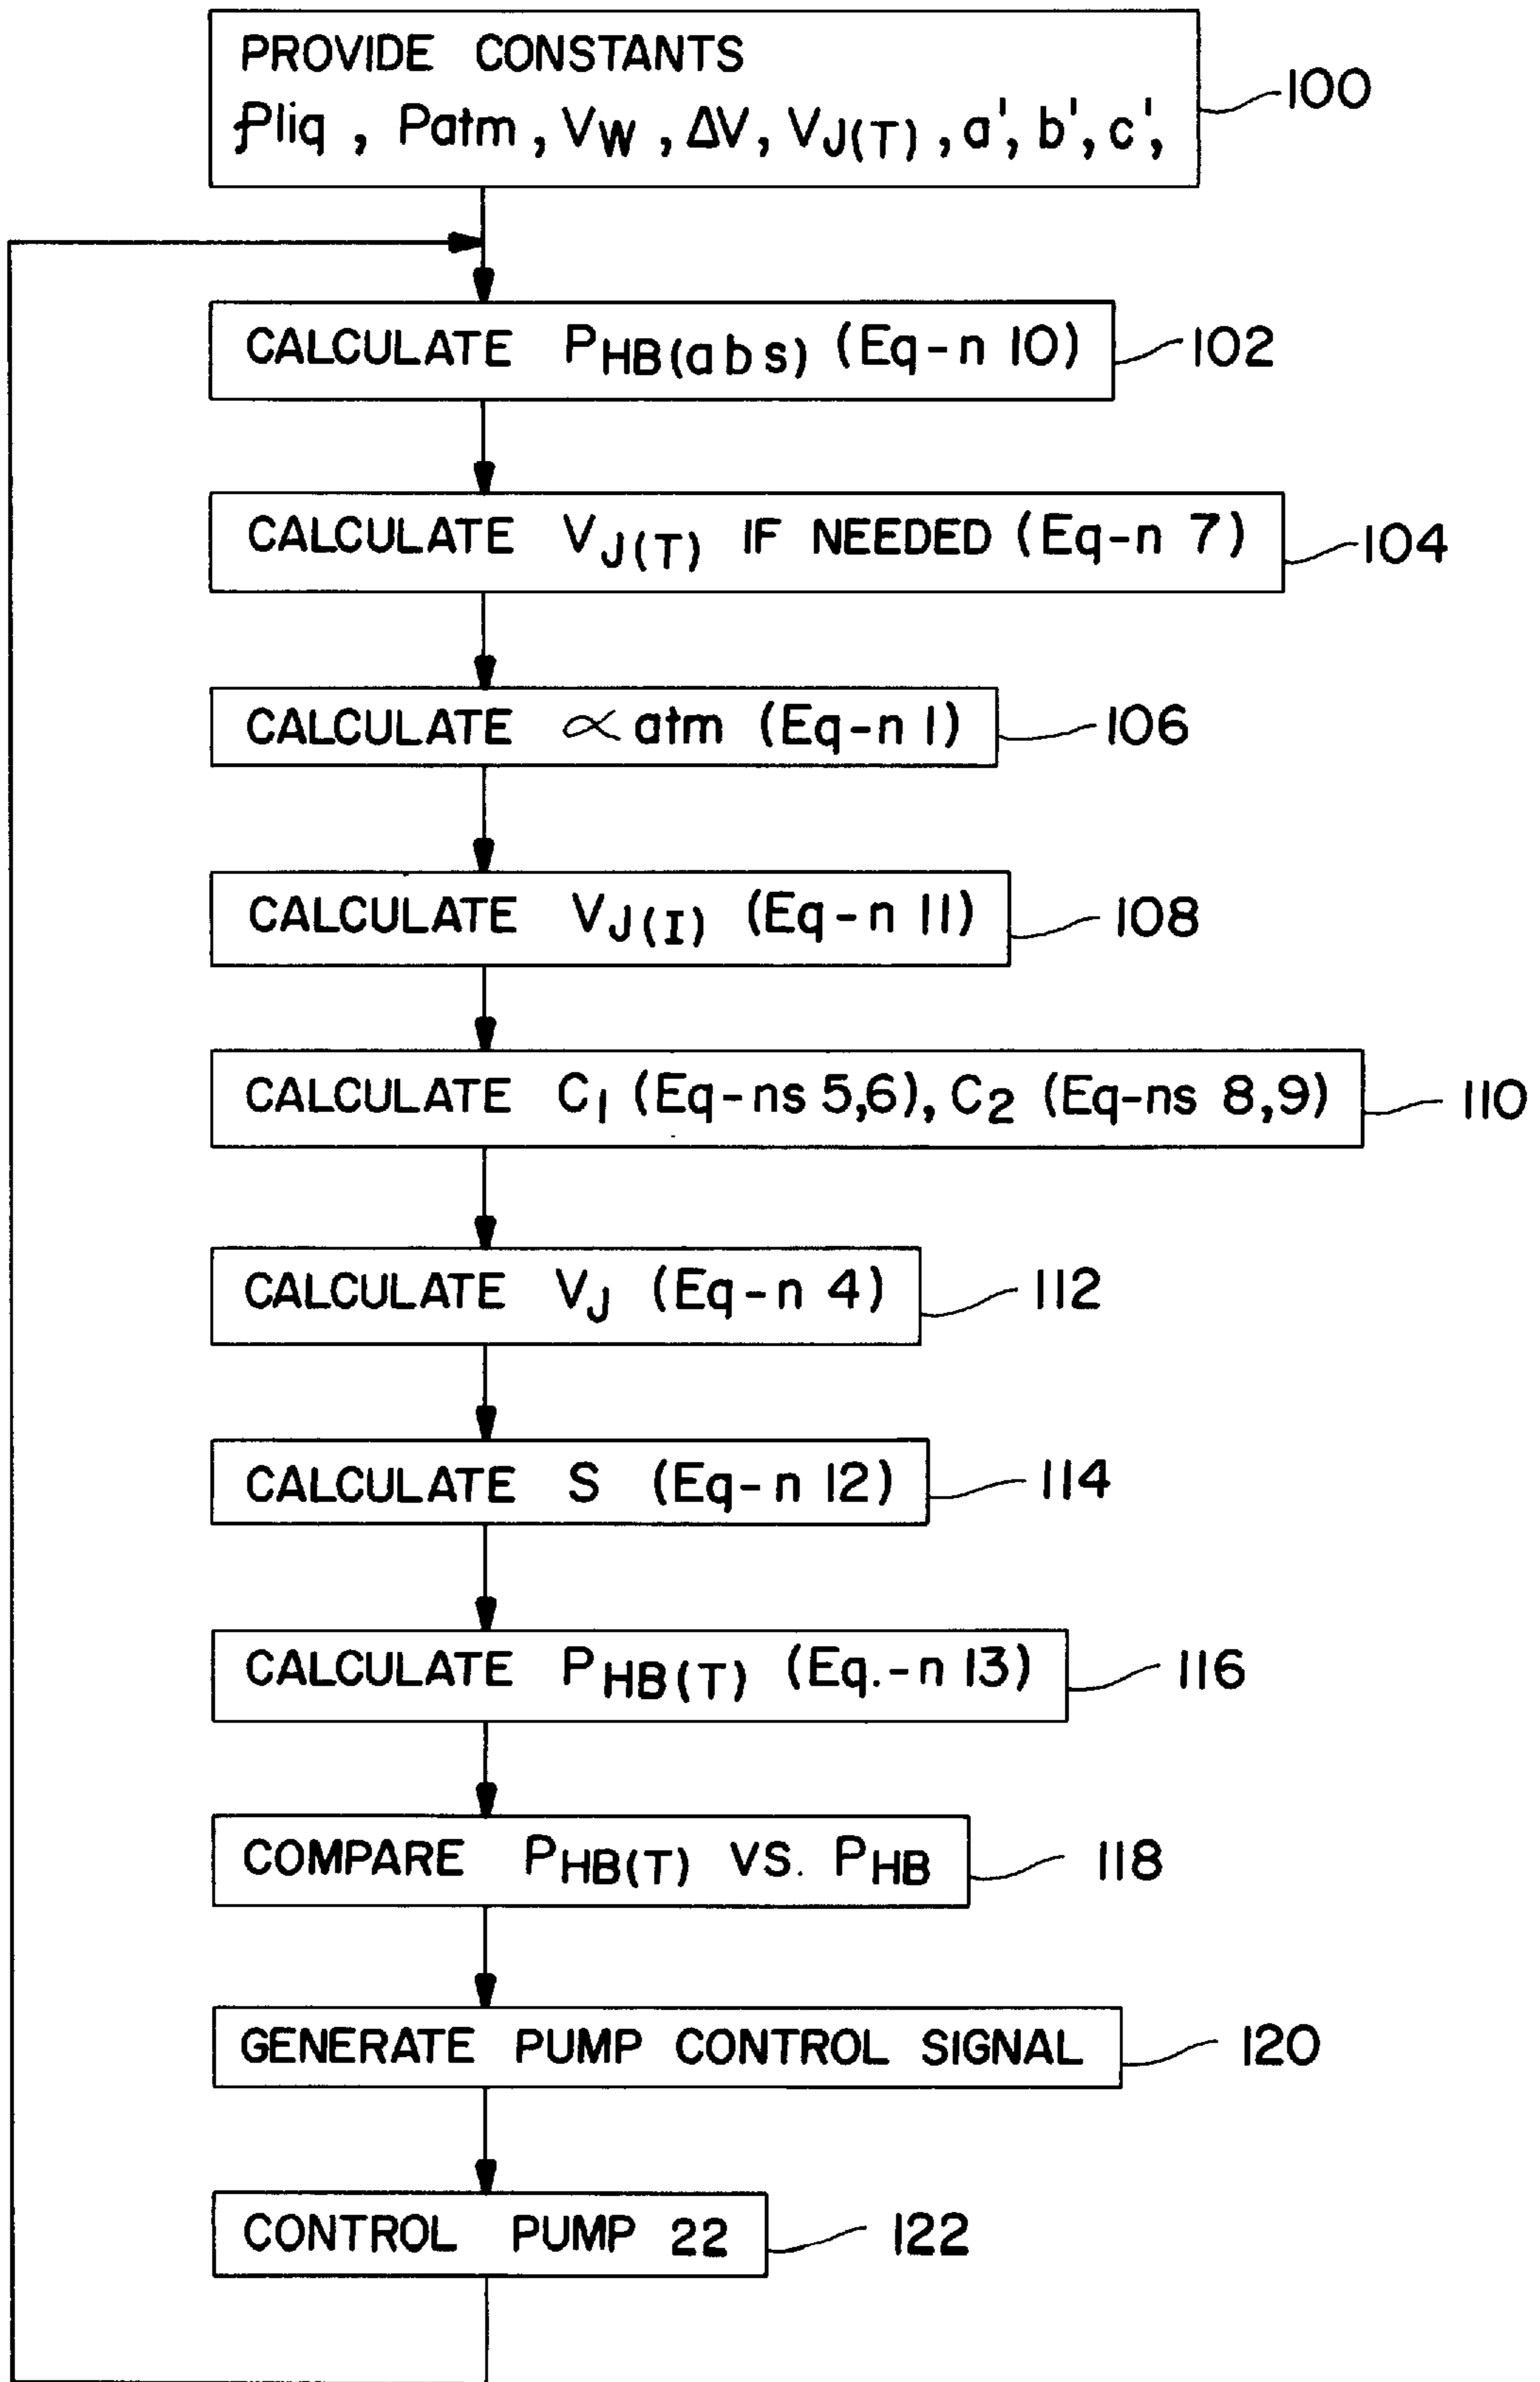 PROVIDE CONSTANTS
ρliq, Patm, VW, ΔV, VJ(T), a', b', c',
100
CALCULATE PHB(abs) (Eq-n 10)
102
CALCULATE VJ(T) IF NEEDED (Eq-n 7)
104
CALCULATE ∝ atm (Eq-n 1)
106
CALCULATE VJ(I) (Eq-n 11)
108
CALCULATE C1 (Eq-ns 5,6), C2 (Eq-ns 8,9)
110
CALCULATE VJ (Eq-n 4)
112
CALCULATE S (Eq-n 12)
114
CALCULATE PHB(T) (Eq.-n 13)
116
COMPARE PHB(T) VS. PHB
118
GENERATE PUMP CONTROL SIGNAL
120
CONTROL PUMP 22
122